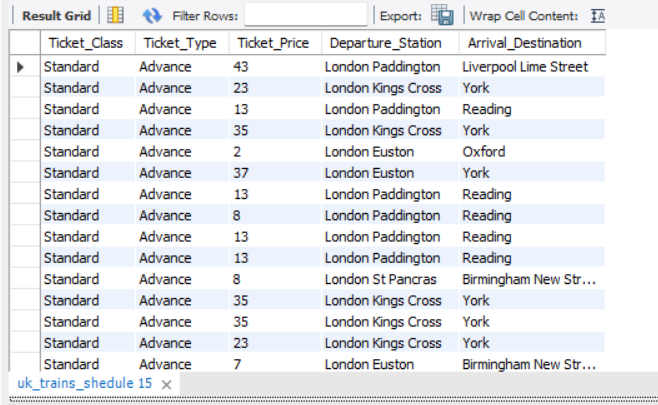 Result Grid Filter Rows: Export: Wrap Cell Content: IA
Ticket_Class Ticket_Type Ticket_Price Departure_Station Arrival_Destination
Standard Advance 43 London Paddington Liverpool Lime Street
Standard Advance 23 London Kings Cross York
Standard Advance 13 London Paddington Reading
Standard Advance 35 London Kings Cross York
Standard Advance 2 London Euston Oxford
Standard Advance 37 London Euston York
Standard Advance 13 London Paddington Reading
Standard Advance 8 London Paddington Reading
Standard Advance 13 London Paddington Reading
Standard Advance 13 London Paddington Reading
Standard Advance 8 London St Pancras Birmingham New Str...
Standard Advance 35 London Kings Cross York
Standard Advance 35 London Kings Cross York
Standard Advance 23 London Kings Cross York
Standard Advance 7 London Euston Birmingham New Str...
uk_trains_shedule 15 ×